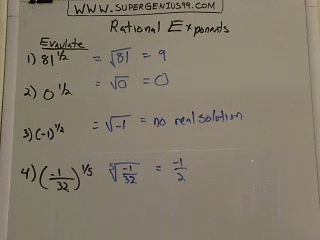 WWW.SUPERGENIUS99.COM
Rational Exponents
Evaulate
1) 81^1/2 = √81 = 9
2) 0^1/2 = √0 = 0
3) (-1)^1/2 = √-1 = no real solution
4) (-1/32)^1/5 ⁵√-1/32 = -1/2